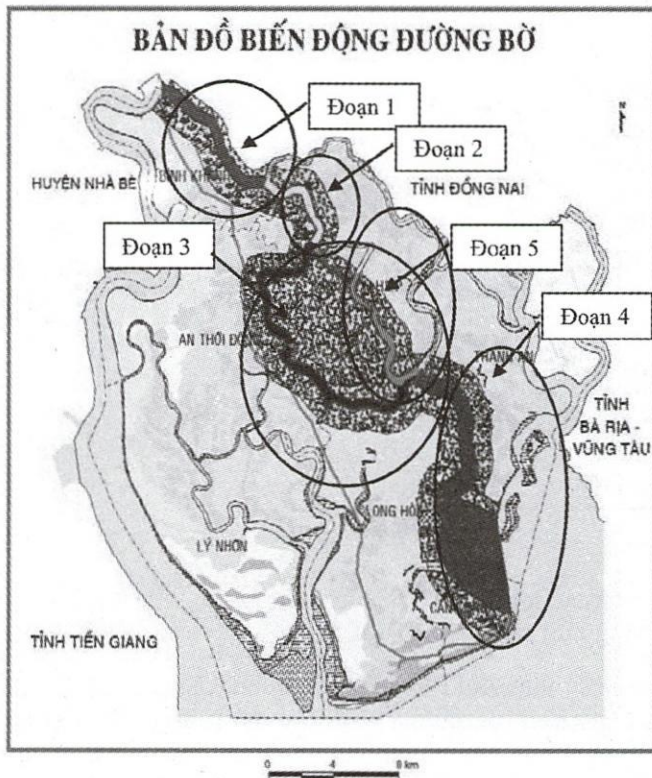 BẢN ĐỒ BIẾN ĐỘNG ĐƯỜNG BỜ
Đoạn 1
N
Đoạn 2
HUYỆN NHÀ BÈ
TỈNH ĐỒNG NAI
Đoạn 3
Đoạn 5
AN THỚI ĐÔNG
Đoạn 4
TỈNH
BÀ RỊA -
VŨNG TÀU
LONG HÒA
LÝ NHƠN
TỈNH TIỀN GIANG
0 4 8 km